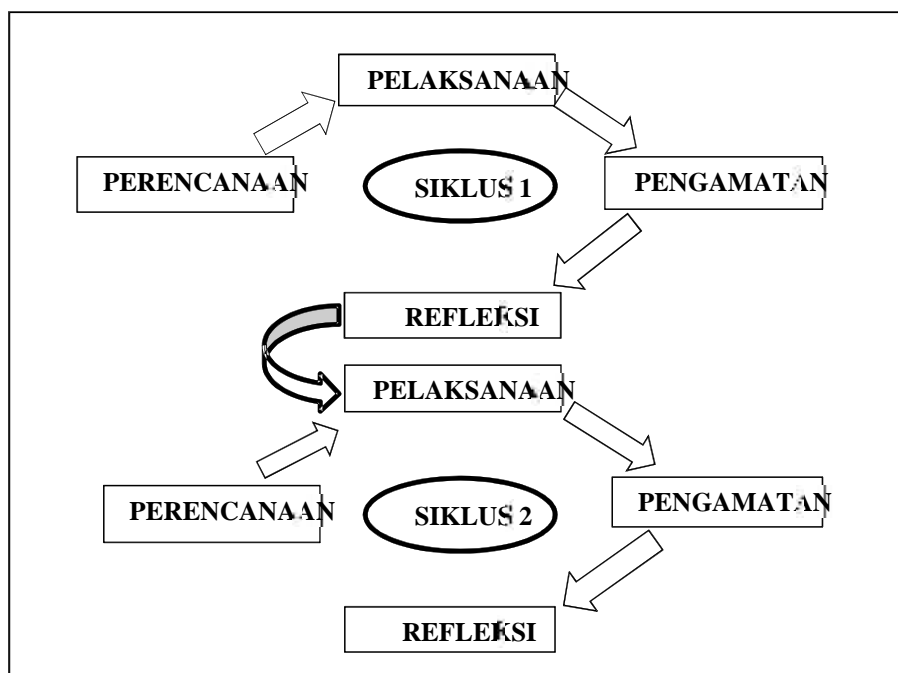 PELAKSANAAN
PERENCANAAN
SIKLUS 1
PENGAMATAN
REFLEKSI
PELAKSANAAN
PERENCANAAN
SIKLUS 2
PENGAMATAN
REFLEKSI